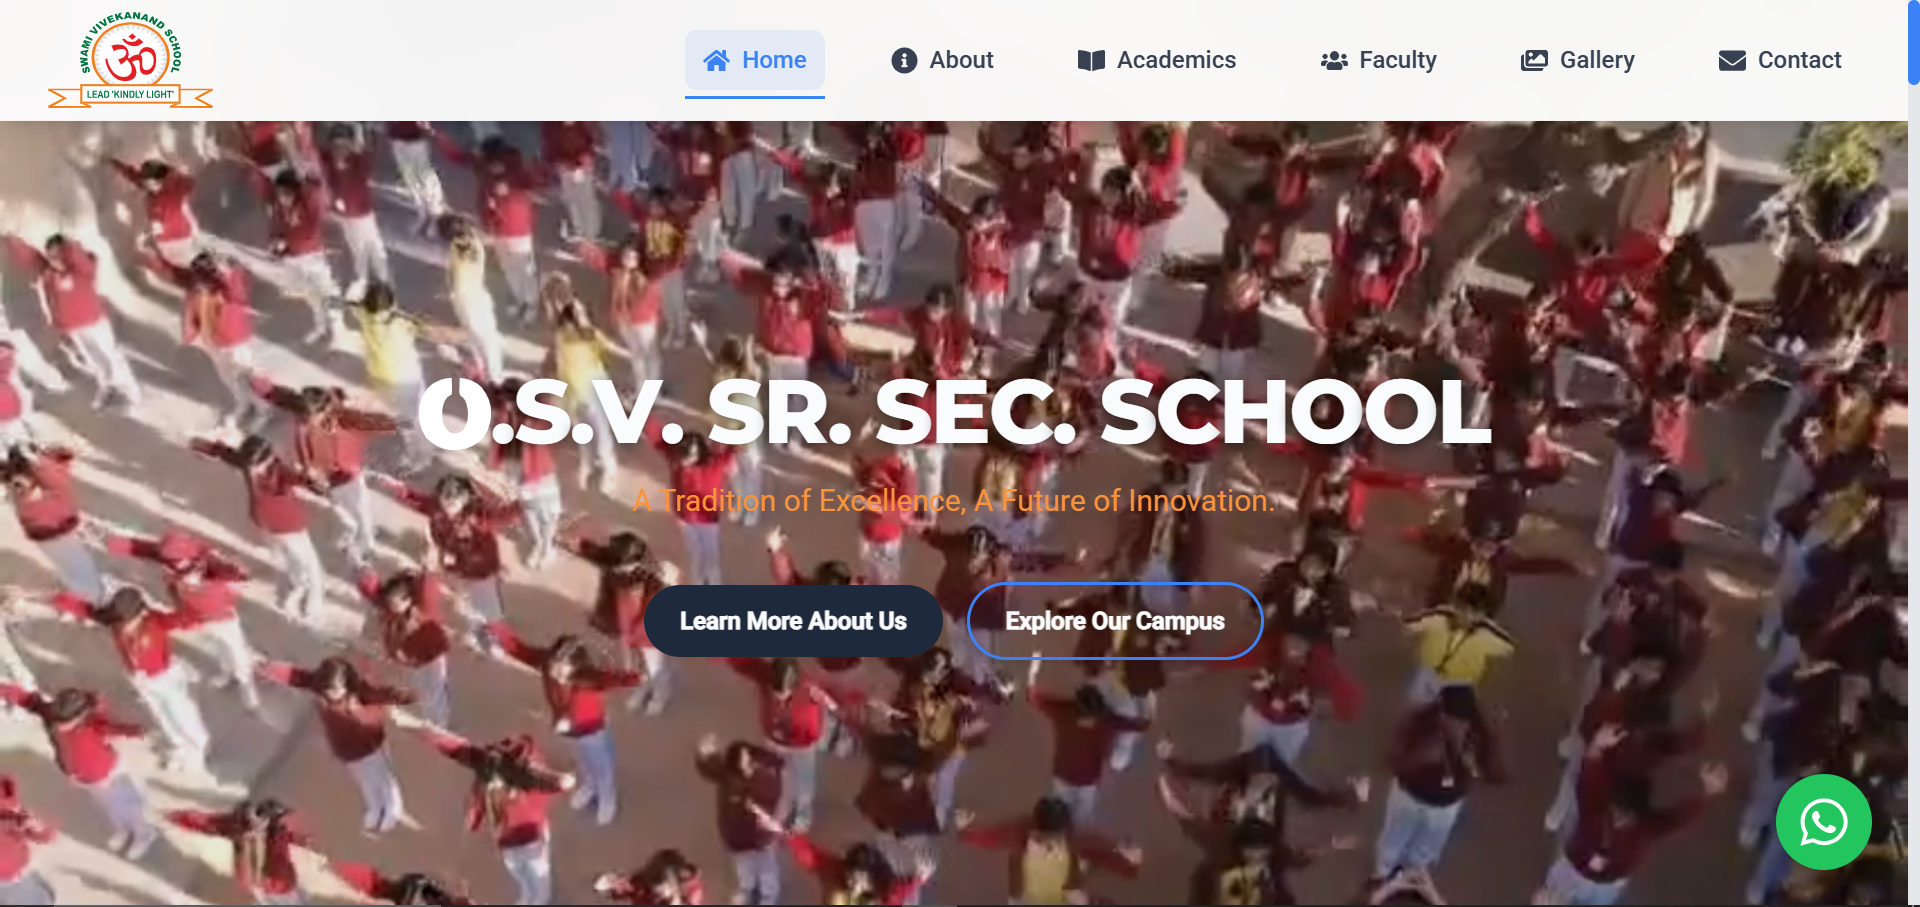 SWAMI VIVEKANAND SCHOOL
ॐ
LEAD 'KINDLY LIGHT'
Home
About
Academics
Faculty
Gallery
Contact
O.S.V. SR. SEC. SCHOOL
A Tradition of Excellence, A Future of Innovation.
Learn More About Us
Explore Our Campus